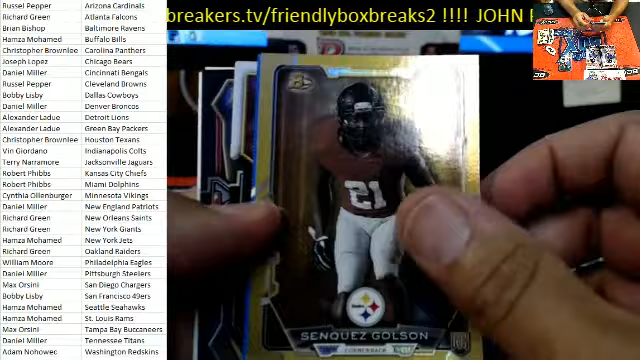 breakers.tv/friendlyboxbreaks2 !!!! JOHN
Russel Pepper Arizona Cardinals
Richard Green Atlanta Falcons
Brian Bishop Baltimore Ravens
Hamza Mohamed Buffalo Bills
Christopher Brownlee Carolina Panthers
Joseph Lopez Chicago Bears
Daniel Miller Cincinnati Bengals
Russel Pepper Cleveland Browns
Bobby Lisby Dallas Cowboys
Daniel Miller Denver Broncos
Alexander Ladue Detroit Lions
Alexander Ladue Green Bay Packers
Christopher Brownlee Houston Texans
Vin Giordano Indianapolis Colts
Terry Narramore Jacksonville Jaguars
Robert Phibbs Kansas City Chiefs
Robert Phibbs Miami Dolphins
Cynthia Ollenburger Minnesota Vikings
Daniel Miller New England Patriots
Richard Green New Orleans Saints
Richard Green New York Giants
Hamza Mohamed New York Jets
Richard Green Oakland Raiders
William Moore Philadelphia Eagles
Daniel Miller Pittsburgh Steelers
Max Orsini San Diego Chargers
Bobby Lisby San Francisco 49ers
Hamza Mohamed Seattle Seahawks
Hamza Mohamed St. Louis Rams
Max Orsini Tampa Bay Buccaneers
Daniel Miller Tennessee Titans
Adam Nohowec Washington Redskins
21
SENQUEZ GOLSON
CORNERBACK